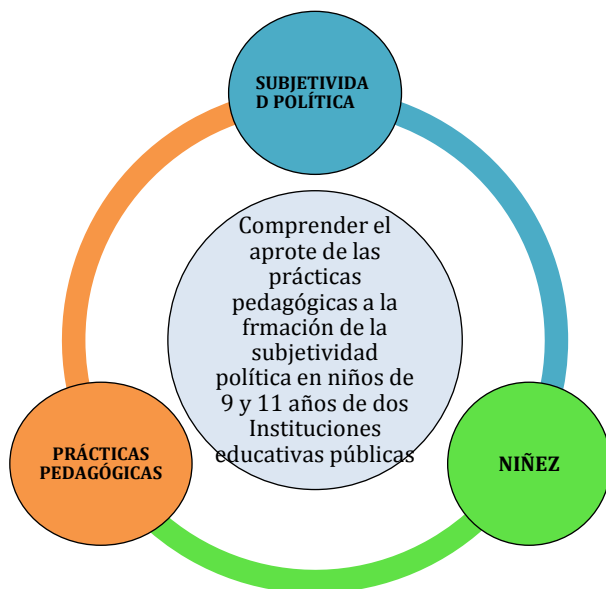 SUBJETIVIDA
D POLÍTICA
Comprender el
aprote de las
prácticas
pedagógicas a la
frmación de la
subjetividad
política en niños de
9 y 11 años de dos
Instituciones
educativas públicas
PRÁCTICAS
PEDAGÓGICAS
NIÑEZ